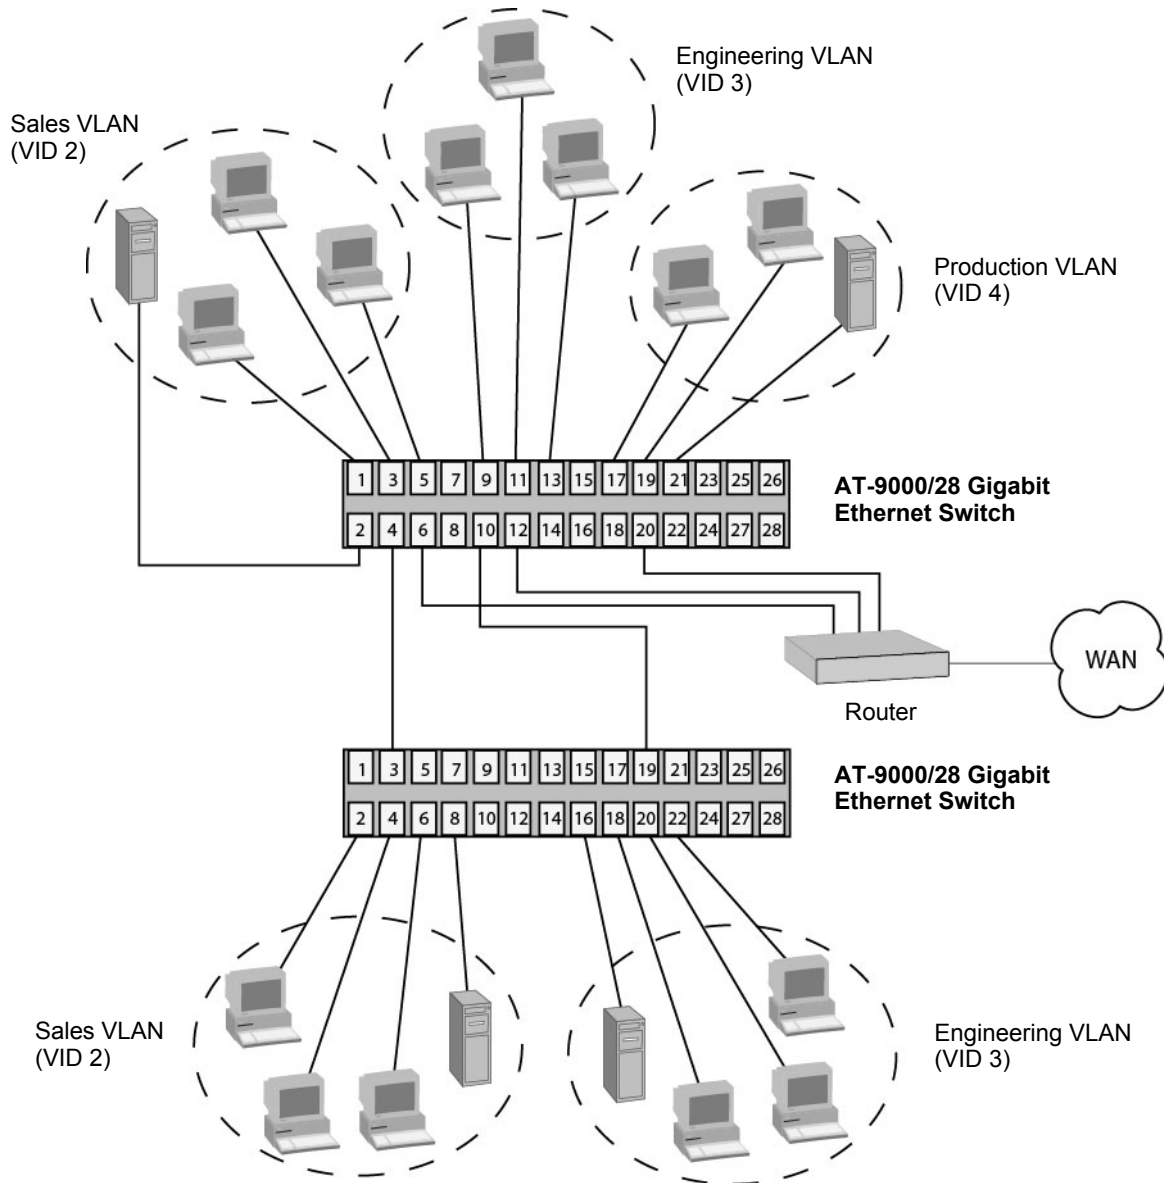 Engineering VLAN
(VID 3)
Sales VLAN
(VID 2)
Production VLAN
(VID 4)
1 3 5 7 9 11 13 15 17 19 21 23 25 26
2 4 6 8 10 12 14 16 18 20 22 24 27 28
AT-9000/28 Gigabit
Ethernet Switch
WAN
Router
1 3 5 7 9 11 13 15 17 19 21 23 25 26
2 4 6 8 10 12 14 16 18 20 22 24 27 28
AT-9000/28 Gigabit
Ethernet Switch
Sales VLAN
(VID 2)
Engineering VLAN
(VID 3)